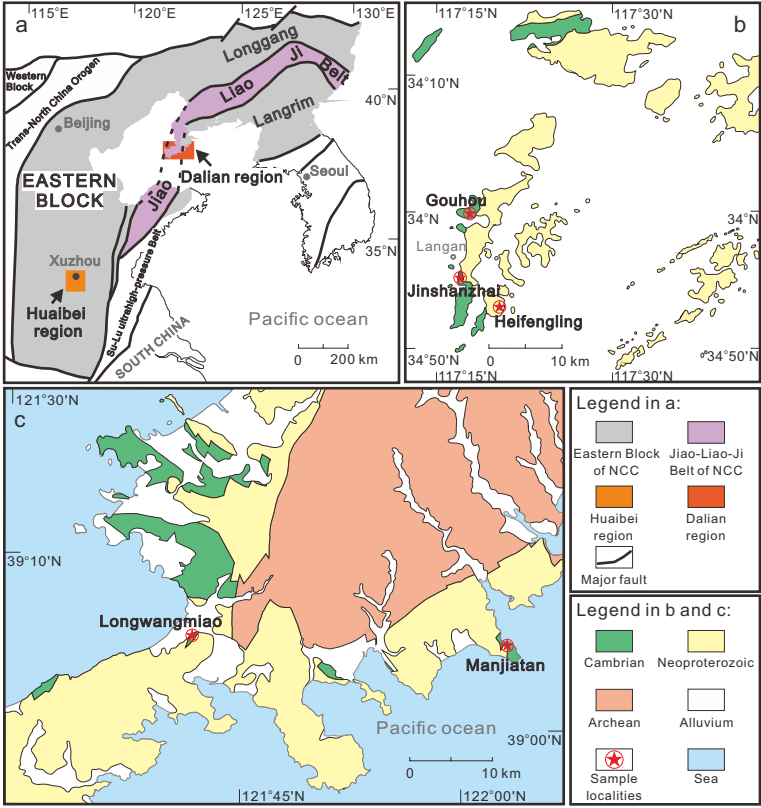 115°E
120°E
125°E
130°E
a
Longgang
Western
Block
Trans-North China Orogen
Ji
Belt
Liao
40°N
Langrim
Beijing
Dalian region
Seoul
EASTERN
BLOCK
Jiao
35°N
Xuzhou
Huaibei
region
Su-Lu ultrahigh-pressure Belt
SOUTH CHINA
Pacific ocean
0 200 km
117°15'E
117°30'E
b
34°10'N
Gouhou
34°N
34°N
Langan
Jinshanzhai
Heifengling
34°50'N
0 10 km
34°50'N
117°15'E
117°30'E
121°30'E
c
39°10'N
Longwangmiao
Manjiatan
Pacific ocean
39°00'N
0 10 km
121°45'E
122°00'E
Legend in a:
Eastern Block
of NCC
Jiao-Liao-Ji
Belt of NCC
Huaibei
region
Dalian
region
Major fault
Legend in b and c:
Cambrian
Neoproterozoic
Archean
Alluvium
Sample
localities
Sea